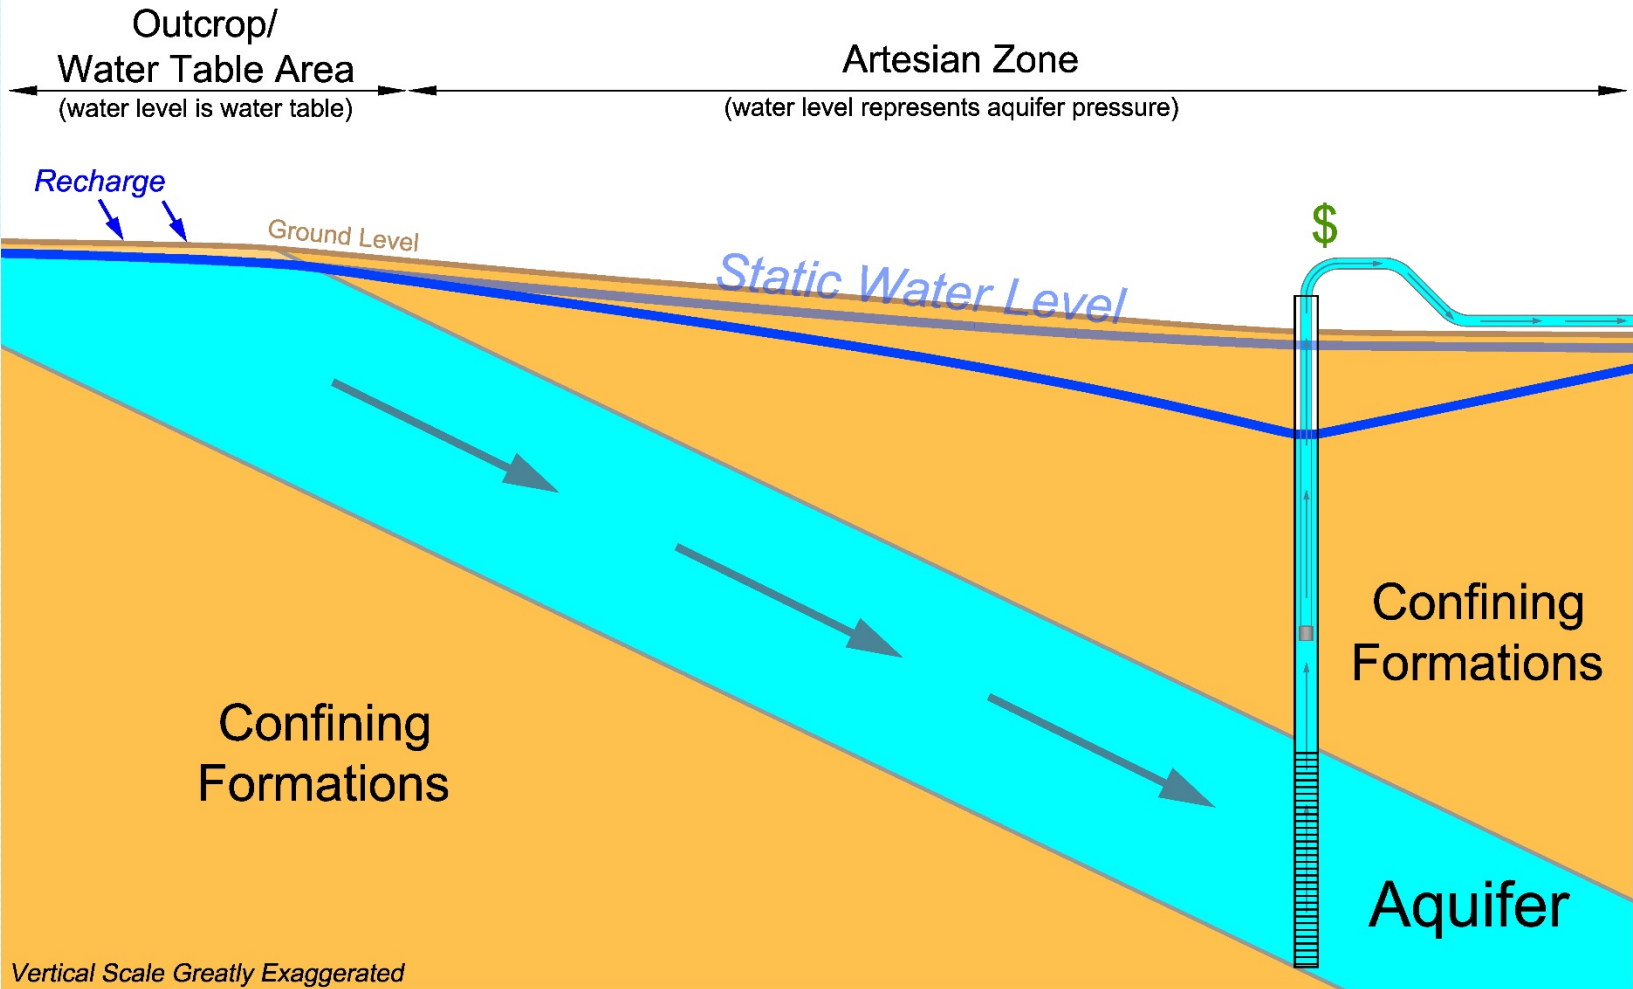 Outcrop/
Water Table Area
(water level is water table)
Artesian Zone
(water level represents aquifer pressure)
Recharge
Ground Level
Static Water Level
$
Confining
Formations
Confining
Formations
Aquifer
Vertical Scale Greatly Exaggerated